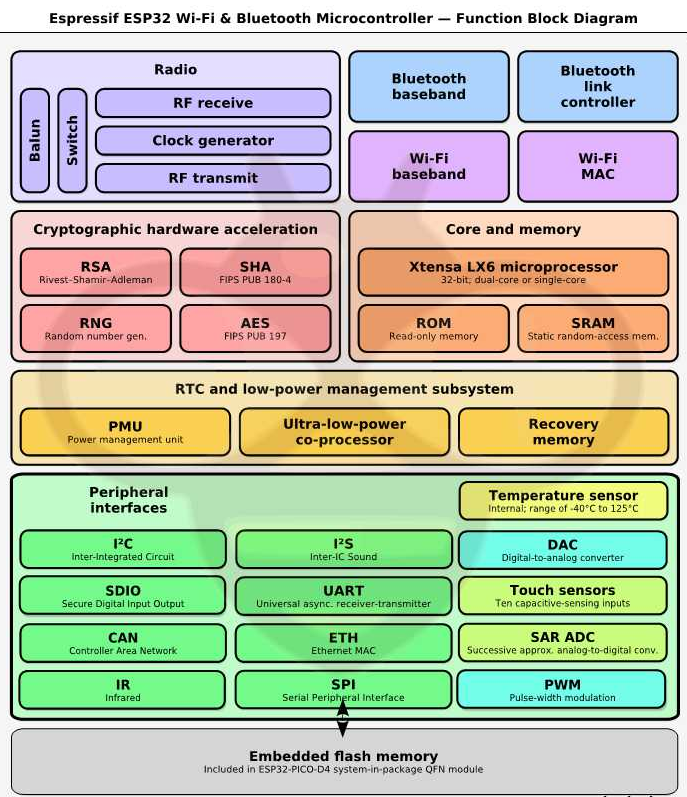 Espressif ESP32 Wi-Fi & Bluetooth Microcontroller — Function Block Diagram
Radio
Balun
Switch
RF receive
Clock generator
RF transmit
Bluetooth
baseband
Bluetooth
link
controller
Wi-Fi
baseband
Wi-Fi
MAC
Cryptographic hardware acceleration
RSA
Rivest–Shamir–Adleman
SHA
FIPS PUB 180-4
RNG
Random number gen.
AES
FIPS PUB 197
Core and memory
Xtensa LX6 microprocessor
32-bit; dual-core or single-core
ROM
Read-only memory
SRAM
Static random-access mem.
RTC and low-power management subsystem
PMU
Power management unit
Ultra-low-power
co-processor
Recovery
memory
Peripheral
interfaces
Temperature sensor
Internal; range of -40°C to 125°C
I²C
Inter-Integrated Circuit
I²S
Inter-IC Sound
DAC
Digital-to-analog converter
SDIO
Secure Digital Input Output
UART
Universal async. receiver-transmitter
Touch sensors
Ten capacitive-sensing inputs
CAN
Controller Area Network
ETH
Ethernet MAC
SAR ADC
Successive approx. analog-to-digital conv.
IR
Infrared
SPI
Serial Peripheral Interface
PWM
Pulse-width modulation
Embedded flash memory
Included in ESP32-PICO-D4 system-in-package QFN module